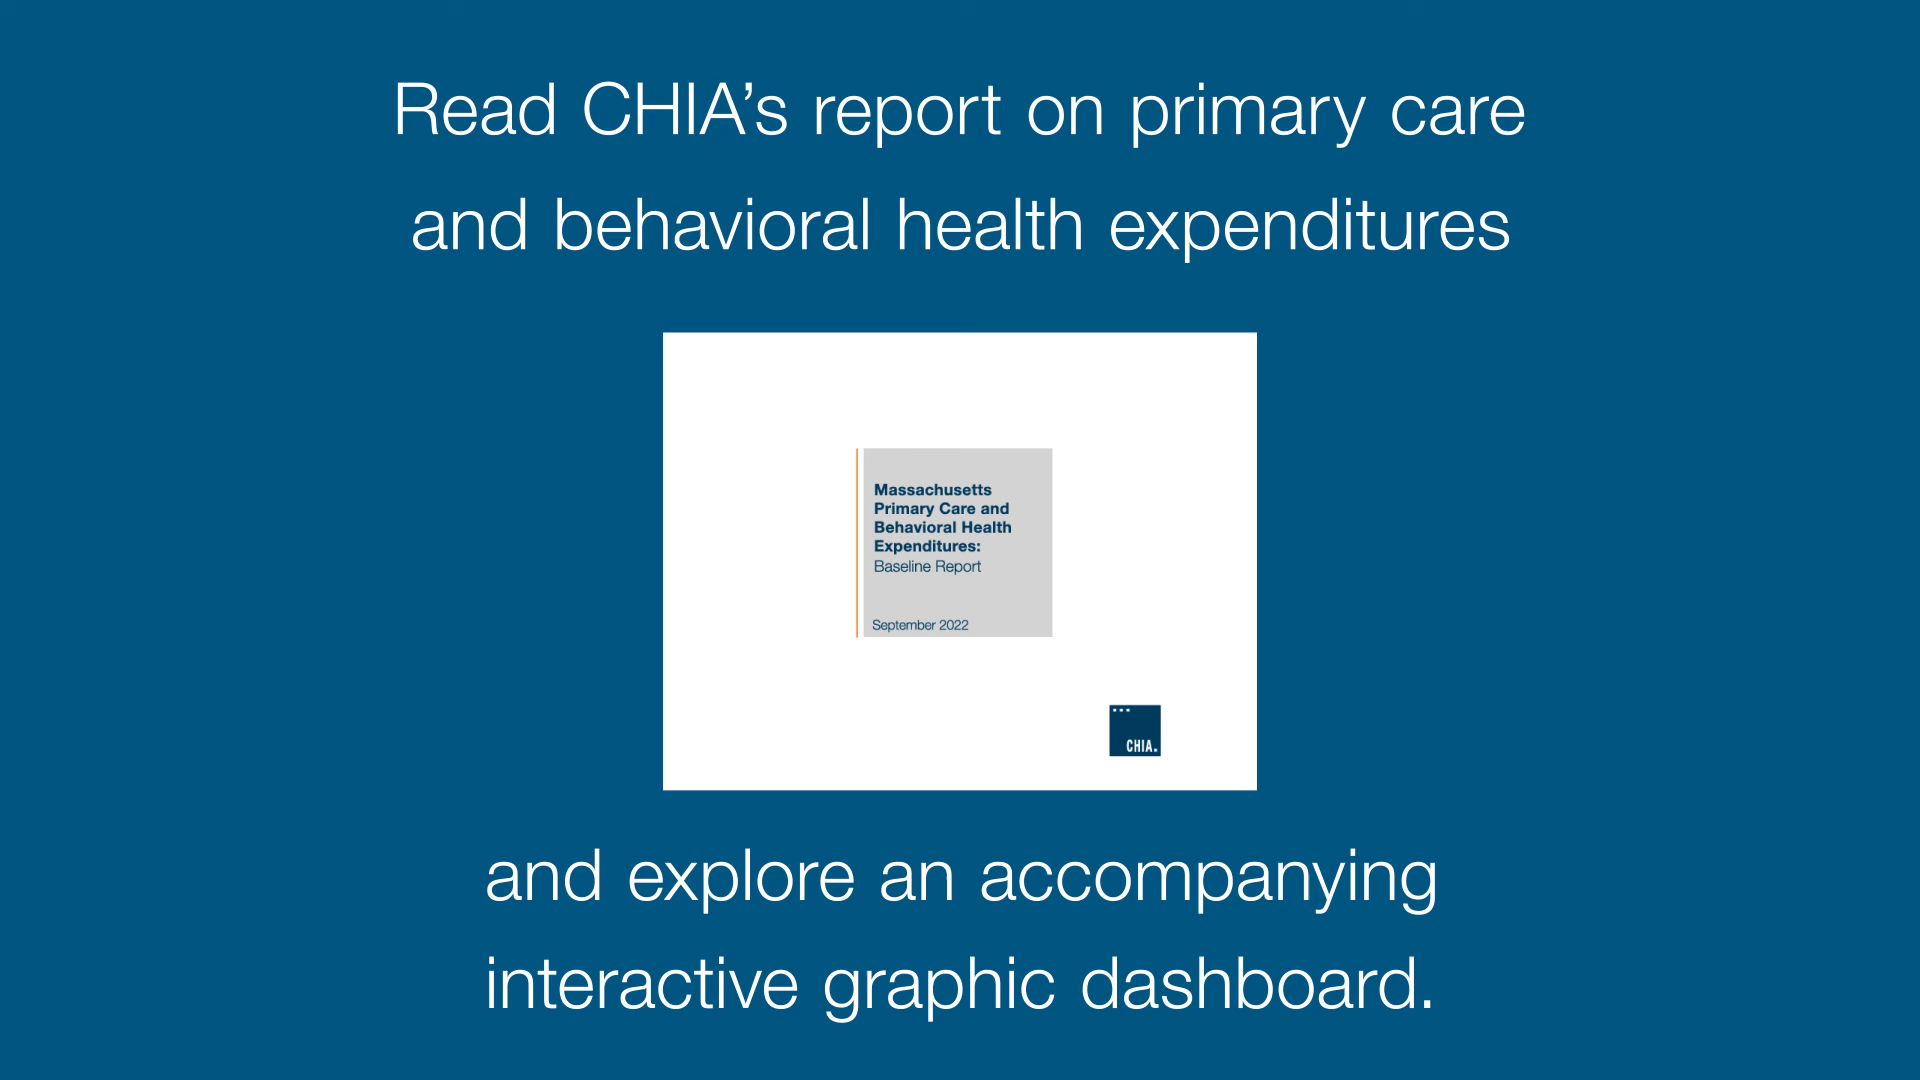 Read CHIA’s report on primary care
and behavioral health expenditures
Massachusetts
Primary Care and
Behavioral Health
Expenditures:
Baseline Report
September 2022
CHIA.
and explore an accompanying
interactive graphic dashboard.